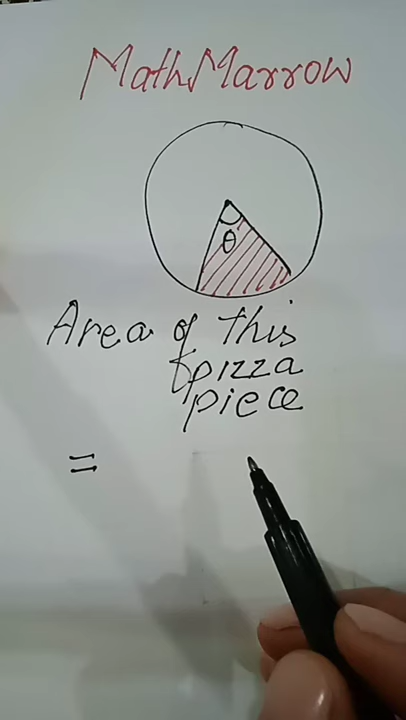 MathMarrow
θ
Area of this
pizza
piece
=